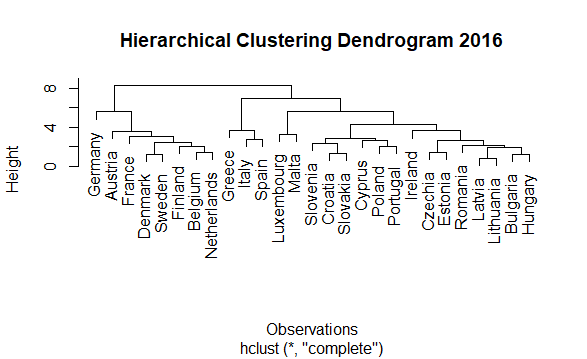 Hierarchical Clustering Dendrogram 2016
Height
8
4
0
Germany
Austria
France
Denmark
Sweden
Finland
Belgium
Netherlands
Greece
Italy
Spain
Luxembourg
Malta
Slovenia
Croatia
Slovakia
Cyprus
Poland
Portugal
Ireland
Czechia
Estonia
Romania
Latvia
Lithuania
Bulgaria
Hungary
Observations
hclust (*, "complete")